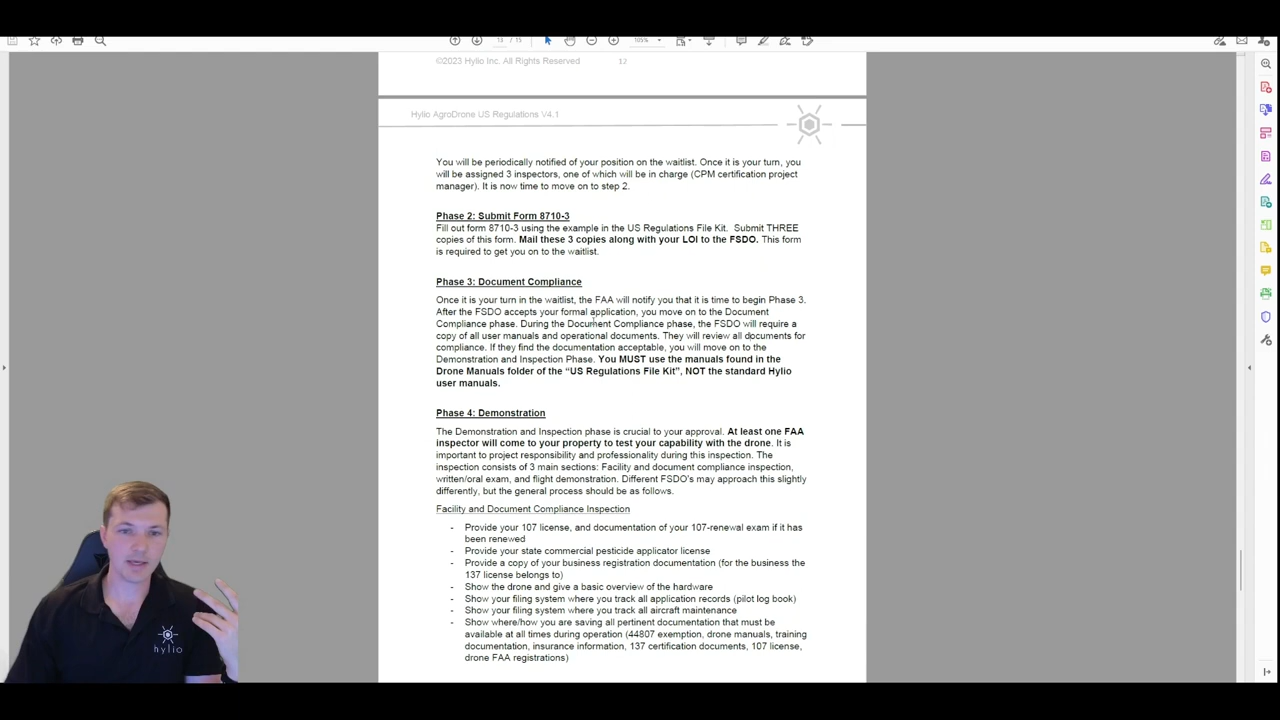 ©2023 Hylio Inc. All Rights Reserved 12
Hylio AgroDrone US Regulations V4.1
You will be periodically notified of your position on the waitlist. Once it is your turn, you
will be assigned 3 inspectors, one of which will be in charge (CPM certification project
manager). It is now time to move on to step 2.
Phase 2: Submit Form 8710-3
Fill out form 8710-3 using the example in the US Regulations File Kit. Submit THREE
copies of this form. Mail these 3 copies along with your LOI to the FSDO. This form
is required to get you on to the waitlist.
Phase 3: Document Compliance
Once it is your turn in the waitlist, the FAA will notify you that it is time to begin Phase 3.
After the FSDO accepts your formal application, you move on to the Document
Compliance phase. During the Document Compliance phase, the FSDO will require a
copy of all user manuals and operational documents. They will review all documents for
compliance. If they find the documentation acceptable, you will move on to the
Demonstration and Inspection Phase. You MUST use the manuals found in the
Drone Manuals folder of the “US Regulations File Kit”, NOT the standard Hylio
user manuals.
Phase 4: Demonstration
The Demonstration and Inspection phase is crucial to your approval. At least one FAA
inspector will come to your property to test your capability with the drone. It is
important to project responsibility and professionality during this inspection. The
inspection consists of 3 main sections: Facility and document compliance inspection,
written/oral exam, and flight demonstration. Different FSDO's may approach this slightly
differently, but the general process should be as follows.
Facility and Document Compliance Inspection
- Provide your 107 license, and documentation of your 107-renewal exam if it has
been renewed
- Provide your state commercial pesticide applicator license
- Provide a copy of your business registration documentation (for the business the
137 license belongs to)
- Show the drone and give a basic overview of the hardware
- Show your filing system where you track all application records (pilot log book)
- Show your filing system where you track all aircraft maintenance
- Show where/how you are saving all pertinent documentation that must be
available at all times during operation (44807 exemption, drone manuals, training
documentation, insurance information, 137 certification documents, 107 license,
drone FAA registrations)
hylio